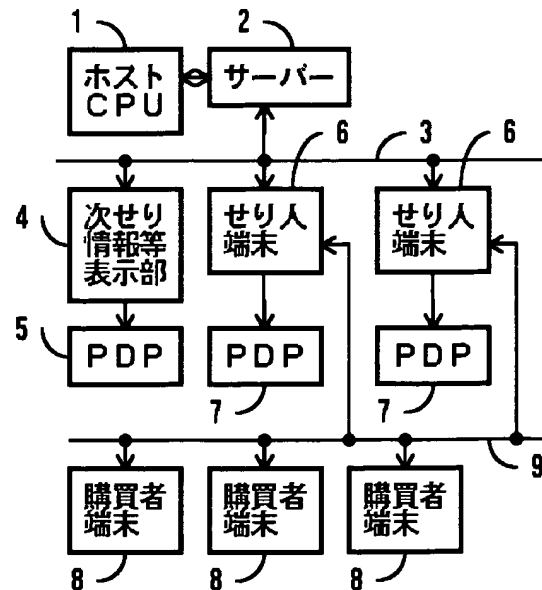 1
2
ホスト
CPU
サーバー
6
3
6
4
次せり
情報等
表示部
せり人
端末
せり人
端末
5
PDP
PDP
PDP
7
7
9
購買者
端末
購買者
端末
購買者
端末
8
8
8